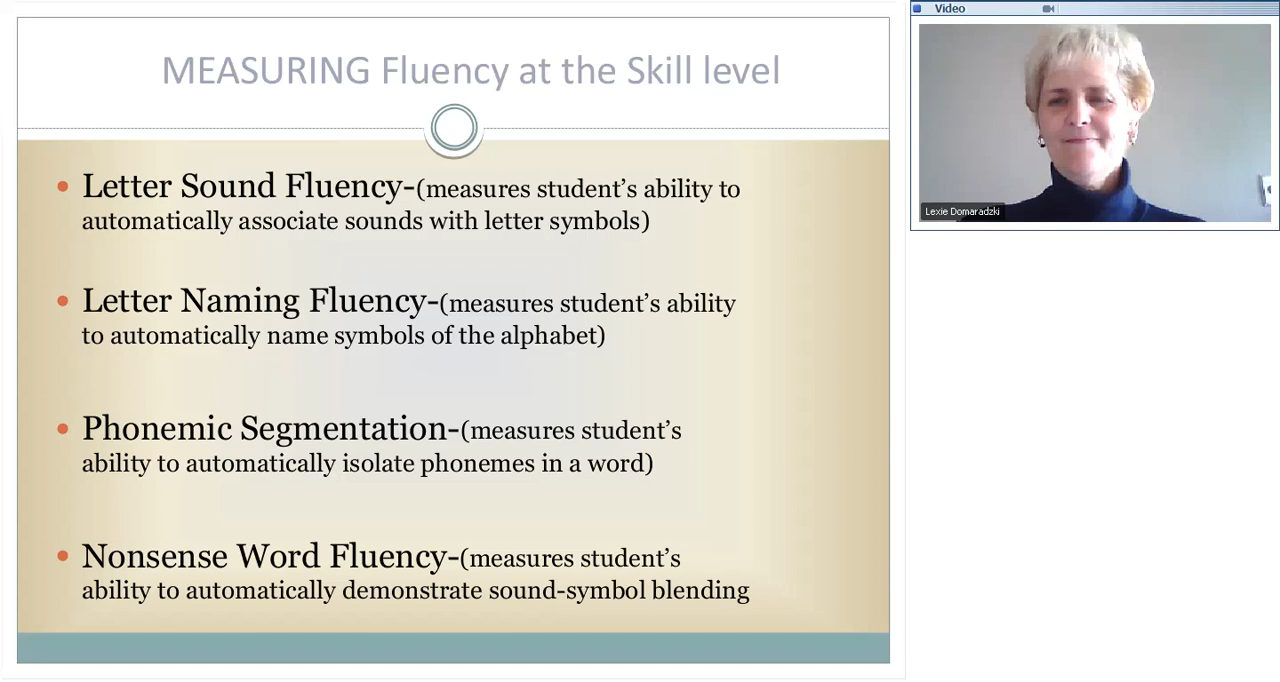 MEASURING Fluency at the Skill level
Letter Sound Fluency-(measures student’s ability to
automatically associate sounds with letter symbols)
Letter Naming Fluency-(measures student’s ability
to automatically name symbols of the alphabet)
Phonemic Segmentation-(measures student’s
ability to automatically isolate phonemes in a word)
Nonsense Word Fluency-(measures student’s
ability to automatically demonstrate sound-symbol blending
Video
Lexie Domaradzki